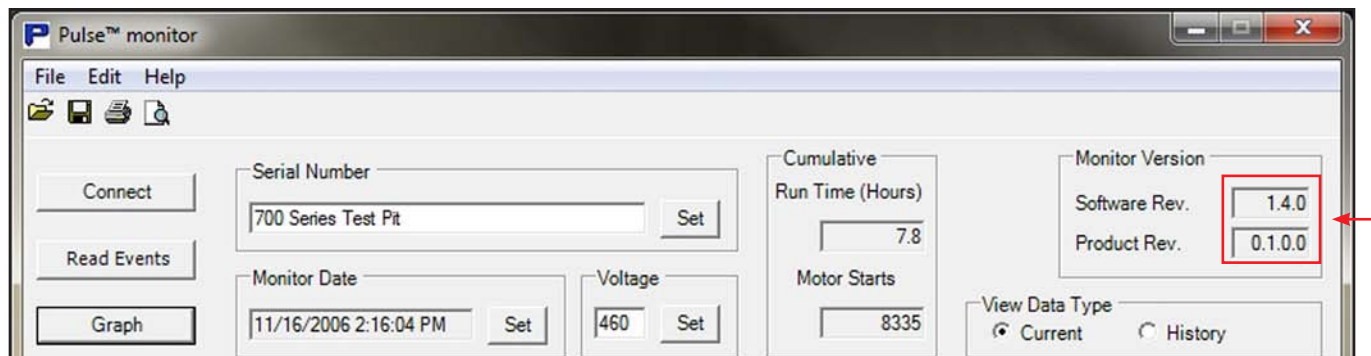 Pulse™ monitor
File Edit Help
Connect
Read Events
Graph
Serial Number
700 Series Test Pit Set
Monitor Date
11/16/2006 2:16:04 PM Set
Voltage
460 Set
Cumulative
Run Time (Hours)
7.8
Motor Starts
8335
Monitor Version
Software Rev. 1.4.0
Product Rev. 0.1.0.0
View Data Type
Current History